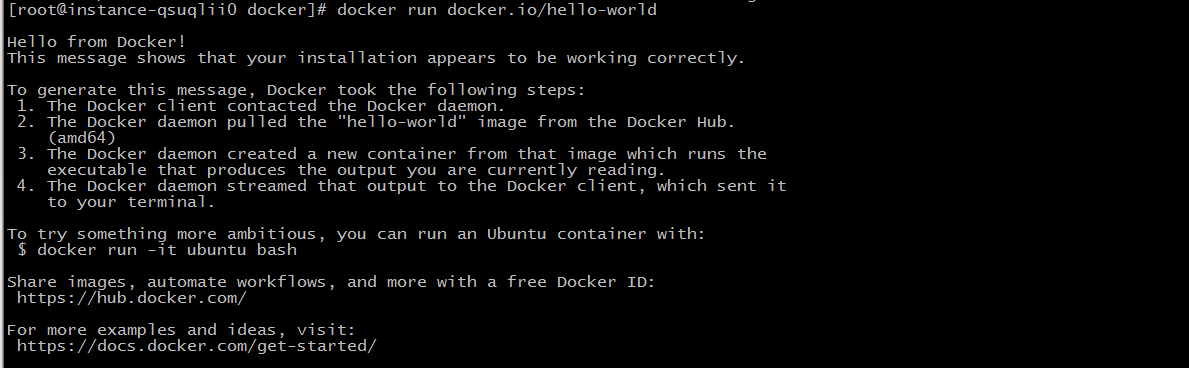 [root@instance-qsuqlii0 docker]# docker run docker.io/hello-world
Hello from Docker!
This message shows that your installation appears to be working correctly.
To generate this message, Docker took the following steps:
1. The Docker client contacted the Docker daemon.
2. The Docker daemon pulled the "hello-world" image from the Docker Hub.
(amd64)
3. The Docker daemon created a new container from that image which runs the
executable that produces the output you are currently reading.
4. The Docker daemon streamed that output to the Docker client, which sent it
to your terminal.
To try something more ambitious, you can run an Ubuntu container with:
$ docker run -it ubuntu bash
Share images, automate workflows, and more with a free Docker ID:
https://hub.docker.com/
For more examples and ideas, visit:
https://docs.docker.com/get-started/